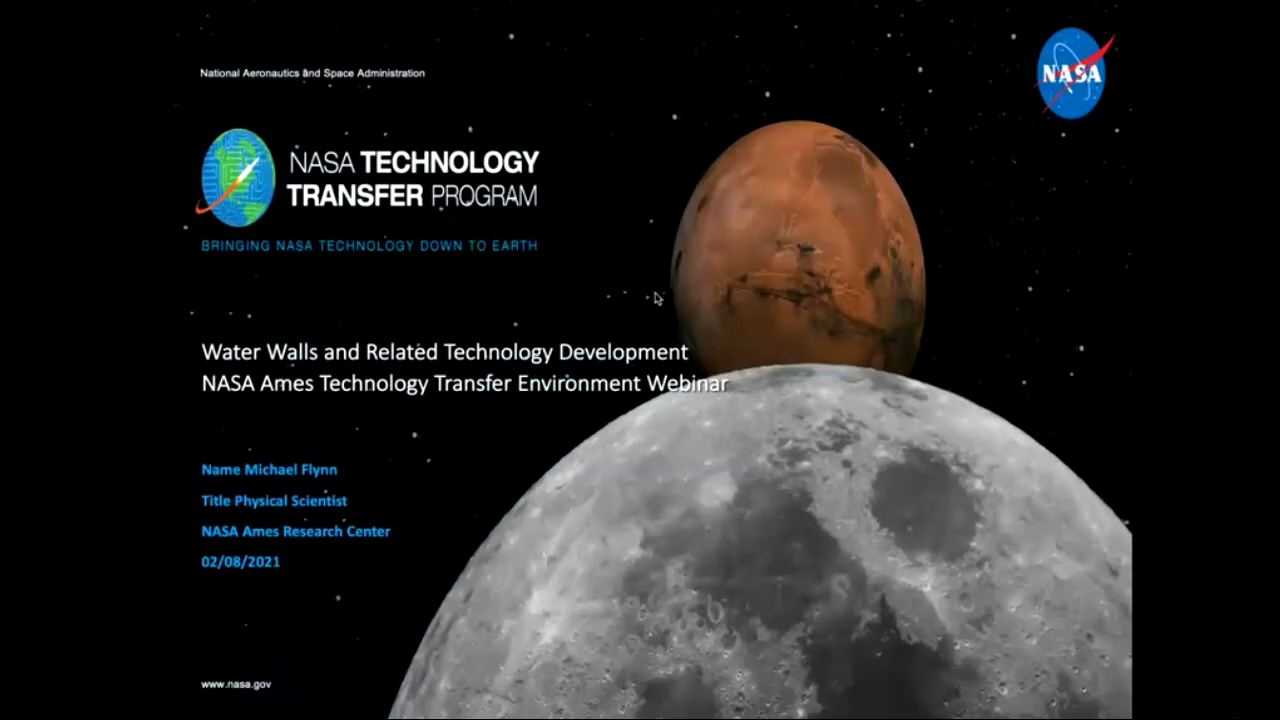 National Aeronautics and Space Administration
NASA
NASA TECHNOLOGY
TRANSFER PROGRAM
BRINGING NASA TECHNOLOGY DOWN TO EARTH
Water Walls and Related Technology Development
NASA Ames Technology Transfer Environment Webinar
Name Michael Flynn
Title Physical Scientist
NASA Ames Research Center
02/08/2021
www.nasa.gov